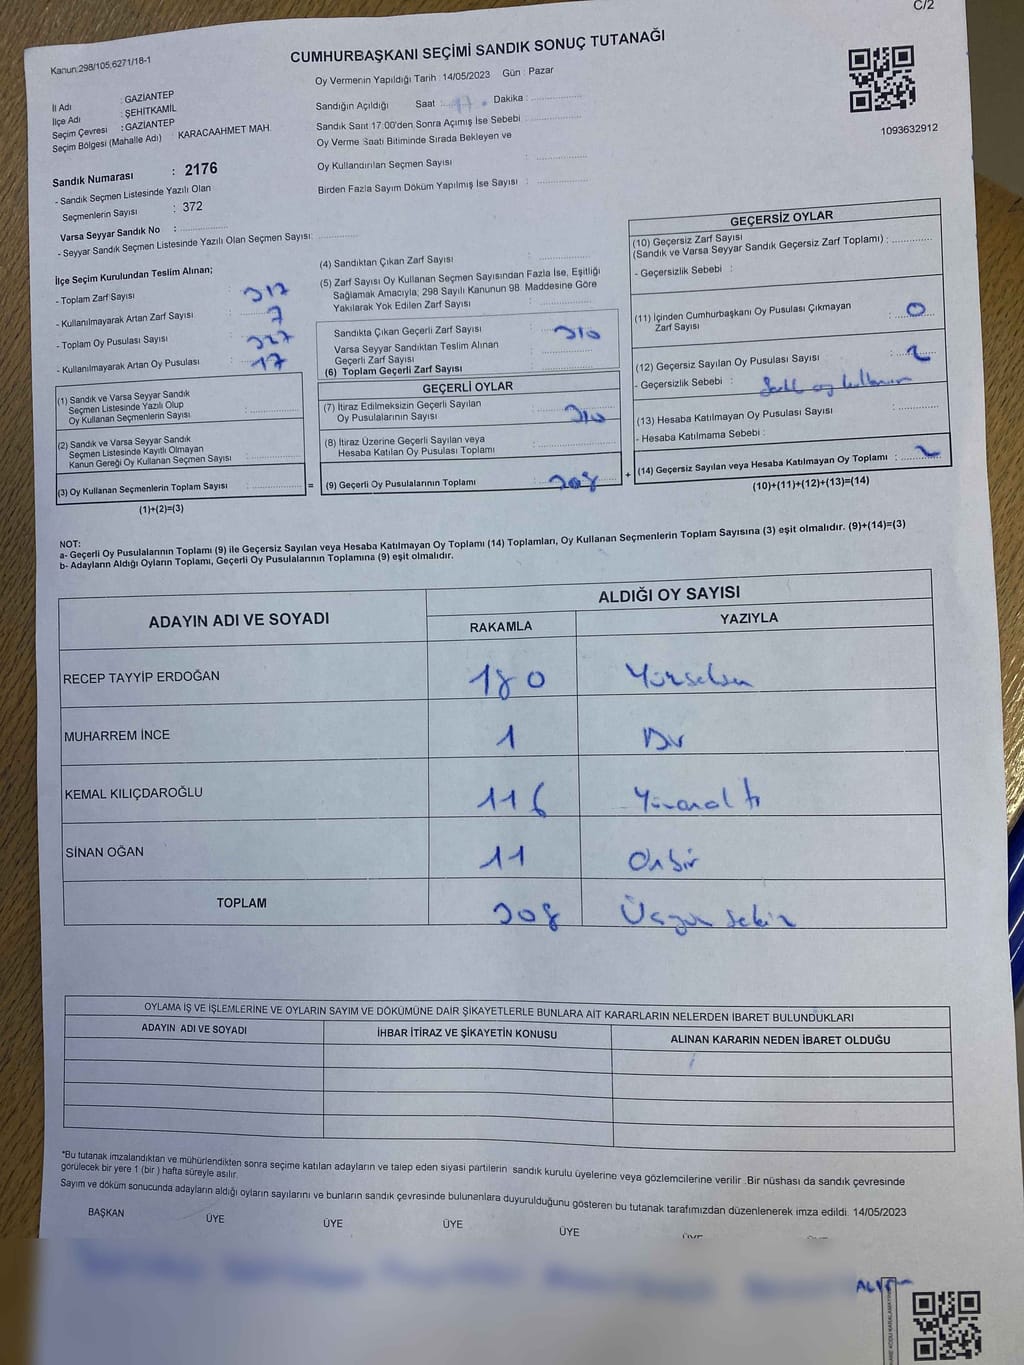 C/2
Kanun:298/105,6271/18-1
CUMHURBAŞKANI SEÇİMİ SANDIK SONUÇ TUTANAĞI
Oy Vermenin Yapıldığı Tarih : 14/05/2023 Gün : Pazar
İl Adı : GAZİANTEP
İlçe Adı : ŞEHİTKAMİL
Seçim Çevresi : GAZİANTEP
Seçim Bölgesi (Mahalle Adı) KARACAAHMET MAH.
Sandığın Açıldığı Saat : 17. Dakika :
Sandık Saat 17.00'den Sonra Açılmış İse Sebebi
Oy Verme Saati Bitiminde Sırada Bekleyen ve
Oy Kullandırılan Seçmen Sayısı :
Birden Fazla Sayım Döküm Yapılmış İse Sayısı :
1093632912
Sandık Numarası : 2176
- Sandık Seçmen Listesinde Yazılı Olan
Seçmenlerin Sayısı : 372
Varsa Seyyar Sandık No :
- Seyyar Sandık Seçmen Listesinde Yazılı Olan Seçmen Sayısı:
İlçe Seçim Kurulundan Teslim Alınan;
- Toplam Zarf Sayısı : 317
- Kullanılmayarak Artan Zarf Sayısı : 7
- Toplam Oy Pusulası Sayısı : 327
- Kullanılmayarak Artan Oy Pusulası : 17
(1) Sandık ve Varsa Seyyar Sandık
Seçmen Listesinde Yazılı Olup
Oy Kullanan Seçmenlerin Sayısı :
(2) Sandık ve Varsa Seyyar Sandık
Seçmen Listesinde Kayıtlı Olmayan
Kanun Gereği Oy Kullanan Seçmen Sayısı :
(3) Oy Kullanan Seçmenlerin Toplam Sayısı : =
(1)+(2)=(3)
(4) Sandıktan Çıkan Zarf Sayısı :
(5) Zarf Sayısı Oy Kullanan Seçmen Sayısından Fazla İse, Eşitliği
Sağlamak Amacıyla; 298 Sayılı Kanunun 98. Maddesine Göre
Yakılarak Yok Edilen Zarf Sayısı :
Sandıkta Çıkan Geçerli Zarf Sayısı : 310
Varsa Seyyar Sandıktan Teslim Alınan
Geçerli Zarf Sayısı :
(6) Toplam Geçerli Zarf Sayısı :
GEÇERLİ OYLAR
(7) İtiraz Edilmeksizin Geçerli Sayılan
Oy Pusulalarının Sayısı : 310
(8) İtiraz Üzerine Geçerli Sayılan veya
Hesaba Katılan Oy Pusulası Toplamı :
(9) Geçerli Oy Pusulalarının Toplamı : 308 +
GEÇERSİZ OYLAR
(10) Geçersiz Zarf Sayısı
(Sandık ve Varsa Seyyar Sandık Geçersiz Zarf Toplamı) :
- Geçersizlik Sebebi :
(11) İçinden Cumhurbaşkanı Oy Pusulası Çıkmayan
Zarf Sayısı : 0
(12) Geçersiz Sayılan Oy Pusulası Sayısı : 2
- Geçersizlik Sebebi : oy
(13) Hesaba Katılmayan Oy Pusulası Sayısı :
- Hesaba Katılmama Sebebi :
(14) Geçersiz Sayılan veya Hesaba Katılmayan Oy Toplamı : 2
(10)+(11)+(12)+(13)=(14)
NOT:
a- Geçerli Oy Pusulalarının Toplamı (9) ile Geçersiz Sayılan veya Hesaba Katılmayan Oy Toplamı (14) Toplamları, Oy Kullanan Seçmenlerin Toplam Sayısına (3) eşit olmalıdır. (9)+(14)=(3)
b- Adayların Aldığı Oyların Toplamı, Geçerli Oy Pusulalarının Toplamına (9) eşit olmalıdır.
ADAYIN ADI VE SOYADI ALDIĞI OY SAYISI
RAKAMLA YAZIYLA
RECEP TAYYİP ERDOĞAN 180 Yüzseksen
MUHARREM İNCE 1 Bir
KEMAL KILIÇDAROĞLU 116 Yüzonaltı
SİNAN OĞAN 11 Onbir
TOPLAM 308 Üçyüz sekiz
OYLAMA İŞ VE İŞLEMLERİNE VE OYLARIN SAYIM VE DÖKÜMÜNE DAİR ŞİKAYETLERLE BUNLARA AİT KARARLARIN NELERDEN İBARET BULUNDUKLARI
ADAYIN ADI VE SOYADI İHBAR İTİRAZ VE ŞİKAYETİN KONUSU ALINAN KARARIN NEDEN İBARET OLDUĞU
*Bu tutanak imzalandıktan ve mühürlendikten sonra seçime katılan adayların ve talep eden siyasi partilerin sandık kurulu üyelerine veya gözlemcilerine verilir .Bir nüshası da sandık çevresinde
görülecek bir yere 1 (bir ) hafta süreyle asılır.
Sayım ve döküm sonucunda adayların aldığı oyların sayılarını ve bunların sandık çevresinde bulunanlara duyurulduğunu gösteren bu tutanak tarafımızdan düzenlenerek imza edildi. 14/05/2023
BAŞKAN ÜYE ÜYE ÜYE ÜYE ÜYE